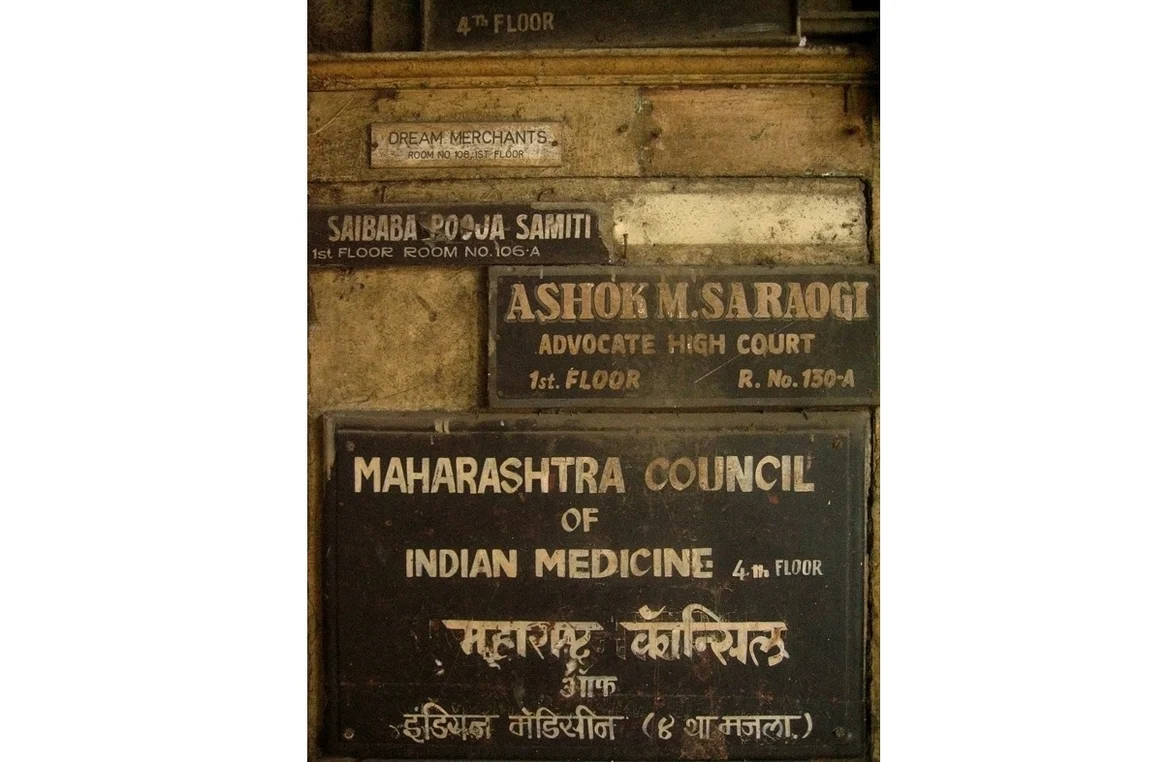 4TH FLOOR
DREAM MERCHANTS
ROOM NO. 108, 1ST FLOOR
SAIBABA POOJA SAMITI
1st FLOOR ROOM NO. 106-A
ASHOK M. SARAOGI
ADVOCATE HIGH COURT
1st. FLOOR R. No. 130-A
MAHARASHTRA COUNCIL
OF
INDIAN MEDICINE 4th FLOOR
महाराष्ट्र कॅान्सिल
ऑफ
इंडियन मेडिसीन (४ था मजला.)